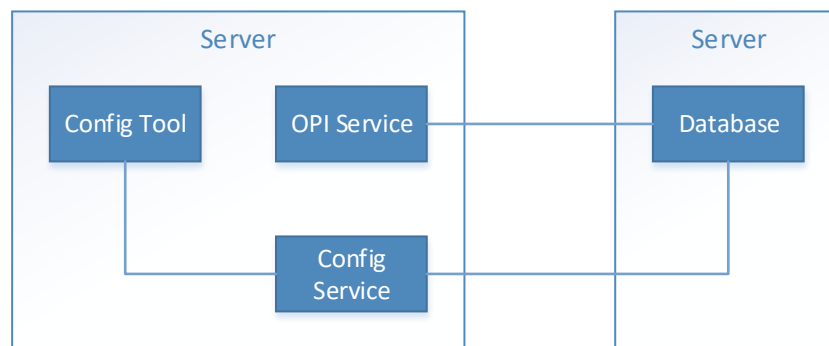 Server
Server
Config Tool
OPI Service
Database
Config
Service